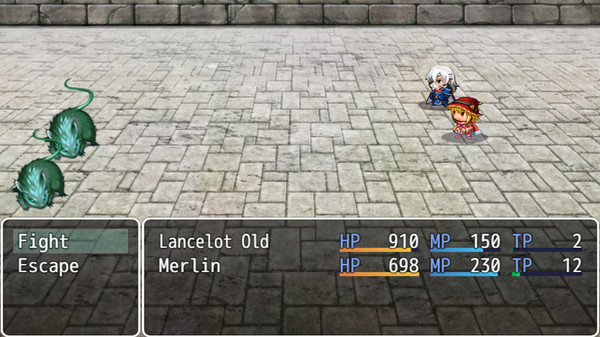 Fight
Escape
Lancelot Old HP 910 MP 150 TP 2
Merlin HP 698 MP 230 TP 12